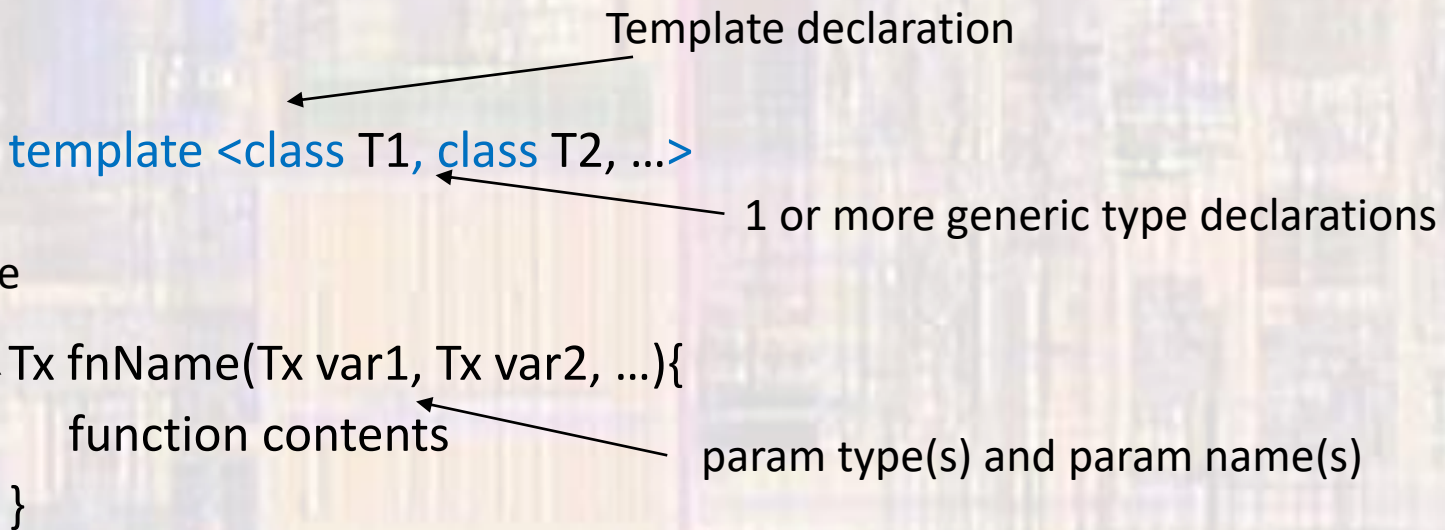 Template declaration
template <class T1, class T2, …>
1 or more generic type declarations
Tx fnName(Tx var1, Tx var2, …){
function contents
param type(s) and param name(s)
}